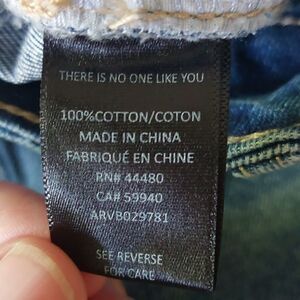 THERE IS NO ONE LIKE YOU
100%COTTON/COTON
MADE IN CHINA
FABRIQUÉ EN CHINE
RN# 44480
CA# 59940
ARVB029781
SEE REVERSE
FOR CARE